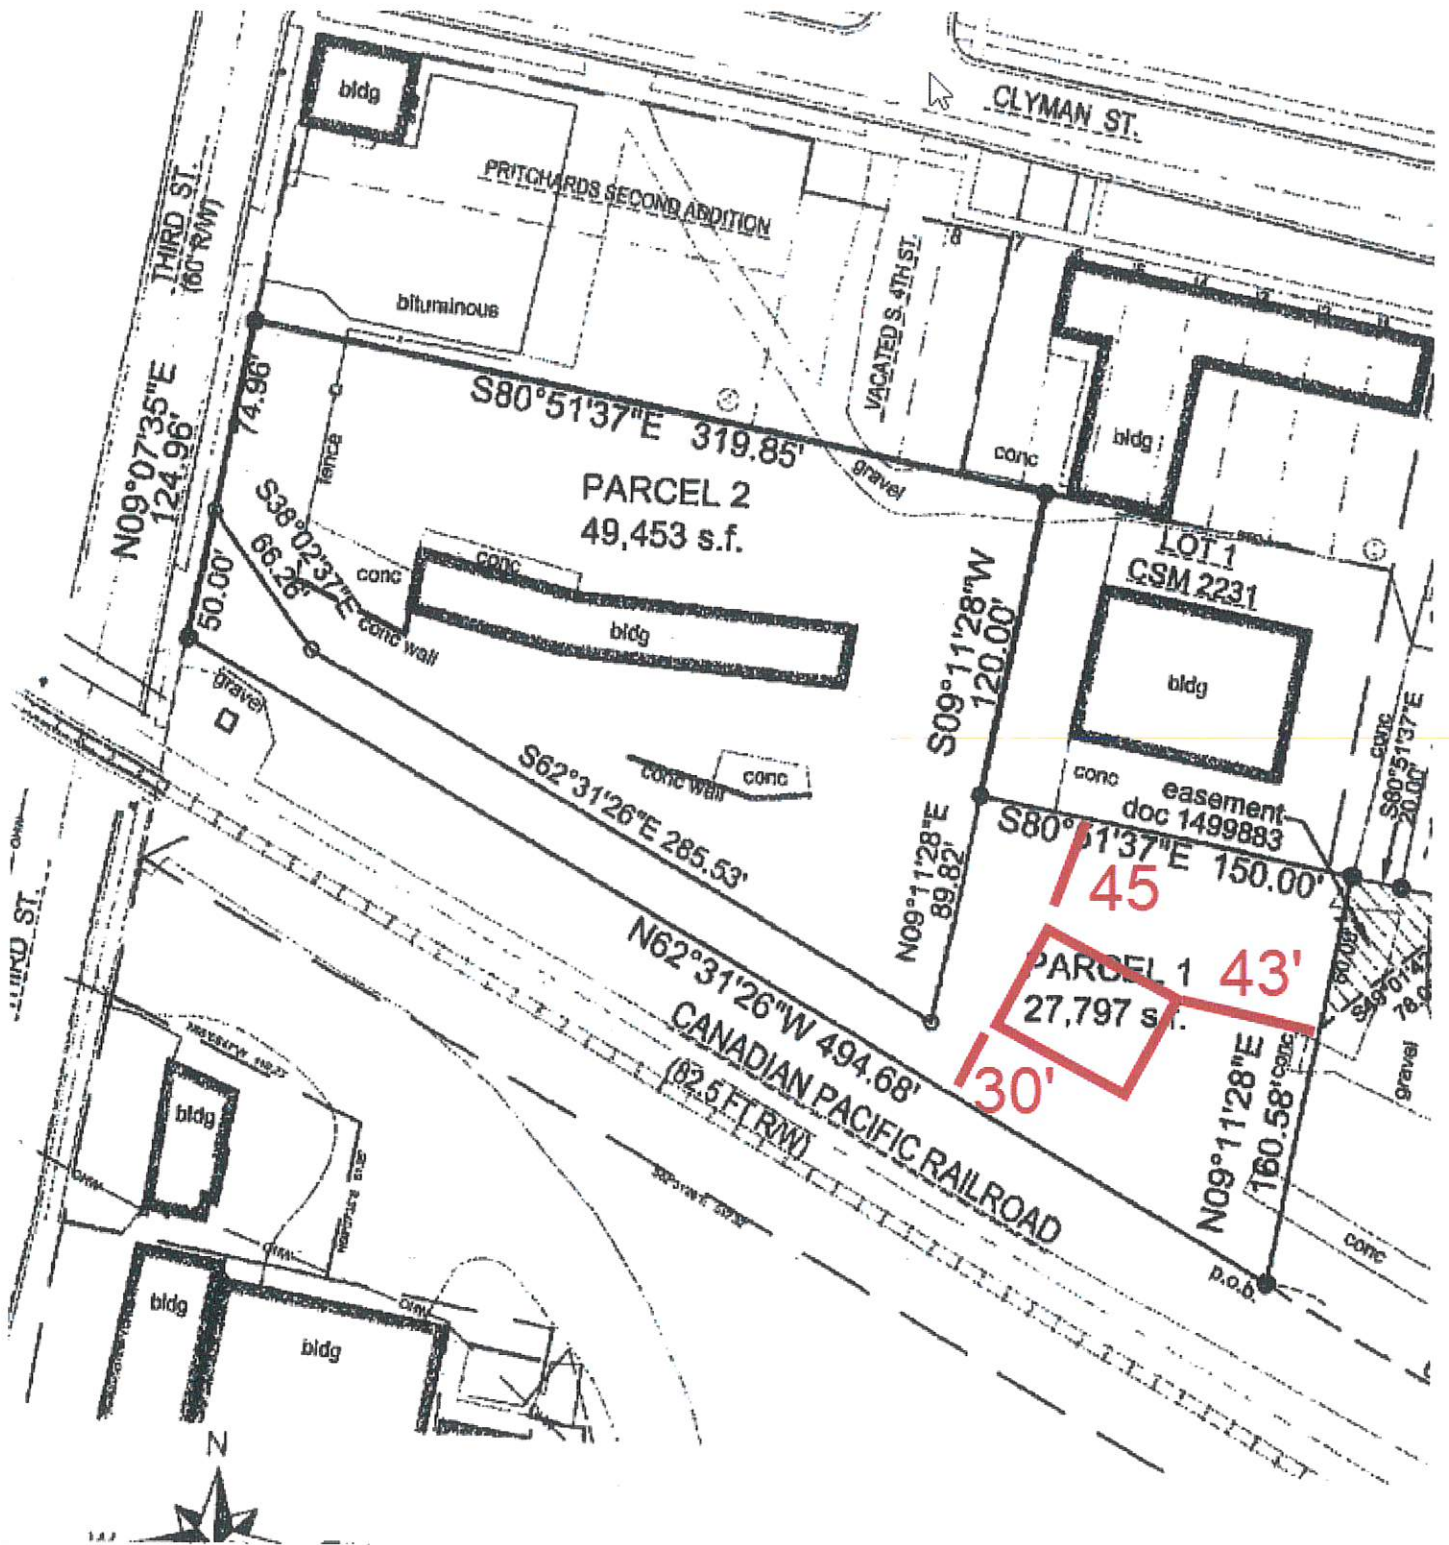 bldg
CLYMAN ST.
PRITCHARDS SECOND ADDITION
THIRD ST.
(60' R/W)
8
7
VACATED S. 4TH ST.
bituminous
N09°07'35"E
124.96'
74.96'
S80°51'37"E 319.85'
fence
conc
bldg
gravel
PARCEL 2
49,453 s.f.
S38°02'37"E
66.26'
50.00'
conc
conc
conc wall
bldg
LOT 1
CSM 2231
S09°11'28"W
120.00'
bldg
gravel
S62°31'26"E 285.53'
conc wall
conc
conc
easement
doc 1499883
conc
S80°51'37"E
20.00'
S80°51'37"E 150.00'
N09°11'28"E
89.82'
45
PARCEL 1
27,797 s.f.
43'
30'
N62°31'26"W 494.68'
CANADIAN PACIFIC RAILROAD
(82.5 FT R/W)
N09°11'28"E
160.58'
conc
gravel
conc
p.o.b.
THIRD ST.
bldg
OHW
OHW
bldg
bldg
OHW
N
W